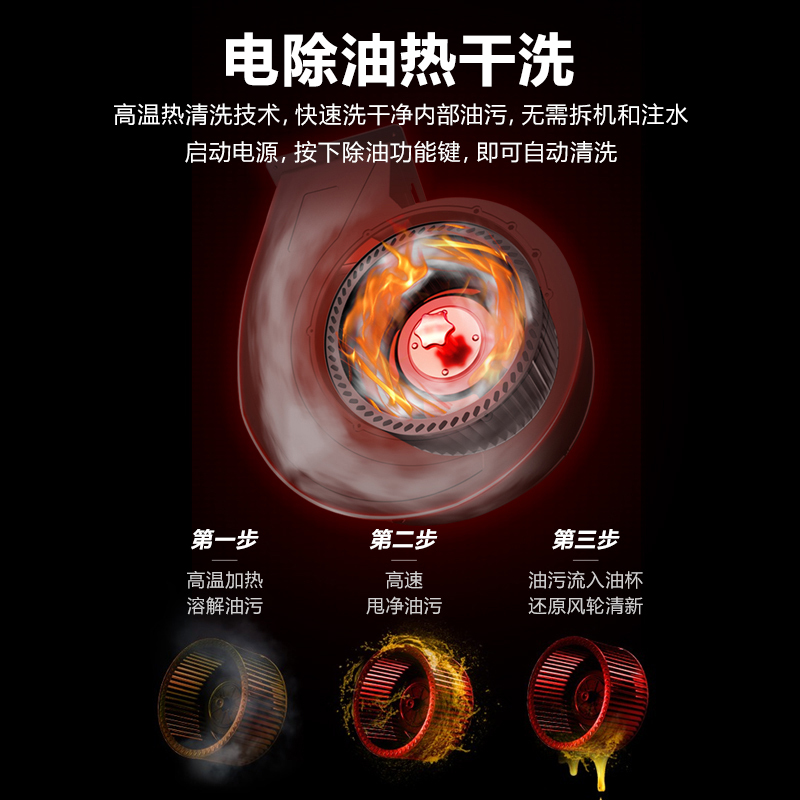 电除油热干洗
高温热清洗技术,快速洗干净内部油污,无需拆机和注水
启动电源,按下除油功能键,即可自动清洗
第一步
高温加热
溶解油污
第二步
高速
甩净油污
第三步
油污流入油杯
还原风轮清新